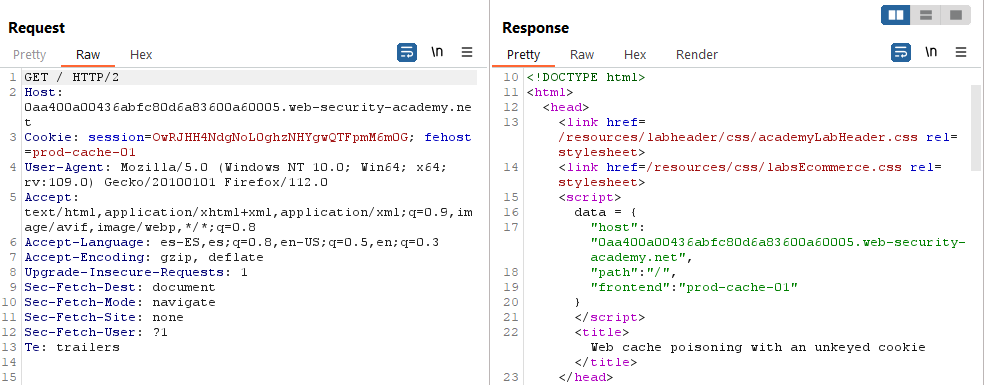 Request
Pretty Raw Hex \n
1 GET / HTTP/2
2 Host:
0aa400a00436abfc80d6a83600a60005.web-security-academy.ne
t
3 Cookie: session=OwRJHH4NdgNoLOghzNHYgwQTFpmM6mOG; fehost
=prod-cache-01
4 User-Agent: Mozilla/5.0 (Windows NT 10.0; Win64; x64;
rv:109.0) Gecko/20100101 Firefox/112.0
5 Accept:
text/html,application/xhtml+xml,application/xml;q=0.9,im
age/avif,image/webp,*/*;q=0.8
6 Accept-Language: es-ES,es;q=0.8,en-US;q=0.5,en;q=0.3
7 Accept-Encoding: gzip, deflate
8 Upgrade-Insecure-Requests: 1
9 Sec-Fetch-Dest: document
10 Sec-Fetch-Mode: navigate
11 Sec-Fetch-Site: none
12 Sec-Fetch-User: ?1
13 Te: trailers
14
15
Response
Pretty Raw Hex Render \n
10 <!DOCTYPE html>
11 <html>
12 <head>
13 <link href=
/resources/labheader/css/academyLabHeader.css rel=
stylesheet>
14 <link href=/resources/css/labsEcommerce.css rel=
stylesheet>
15 <script>
16 data = {
17 "host":
"0aa400a00436abfc80d6a83600a60005.web-security-
academy.net",
18 "path":"/",
19 "frontend":"prod-cache-01"
20 }
21 </script>
22 <title>
Web cache poisoning with an unkeyed cookie
</title>
23 </head>